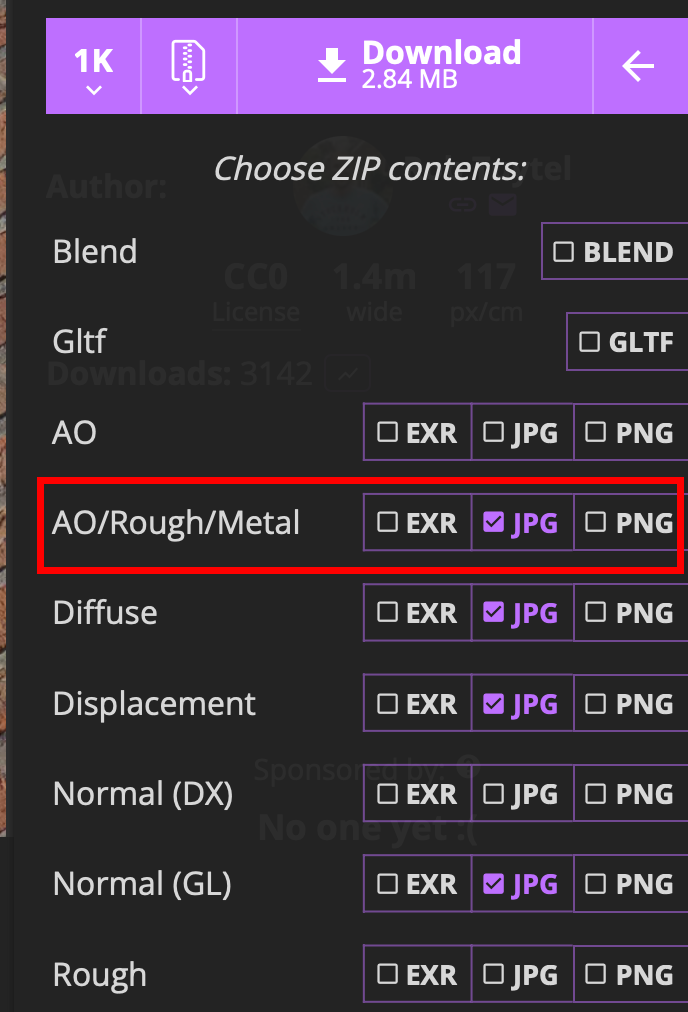 1K
Download
2.84 MB
Choose ZIP contents:
Author:
CC0 1.4m 117
License wide px/cm
Downloads: 3142
Blend BLEND
Gltf GLTF
AO EXR JPG PNG
AO/Rough/Metal EXR JPG PNG
Diffuse EXR JPG PNG
Displacement EXR JPG PNG
Sponsored by:
Normal (DX) EXR JPG PNG
No one yet :(
Normal (GL) EXR JPG PNG
Rough EXR JPG PNG